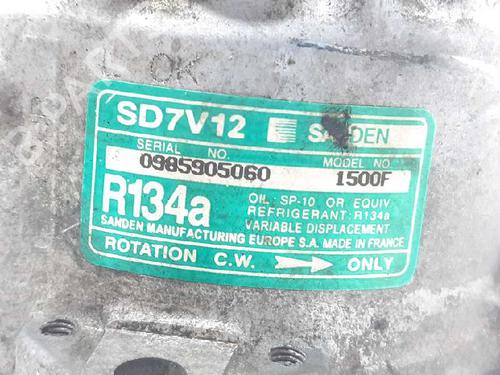 OK
SD7V12 SANDEN
SERIAL NO. MODEL NO
0985905060 1500F
R134a
OIL: SP-10 OR EQUIV.
REFRIGERANT: R134a
VARIABLE DISPLACEMENT
SANDEN MANUFACTURING EUROPE S.A. MADE IN FRANCE
ROTATION C.W. ONLY